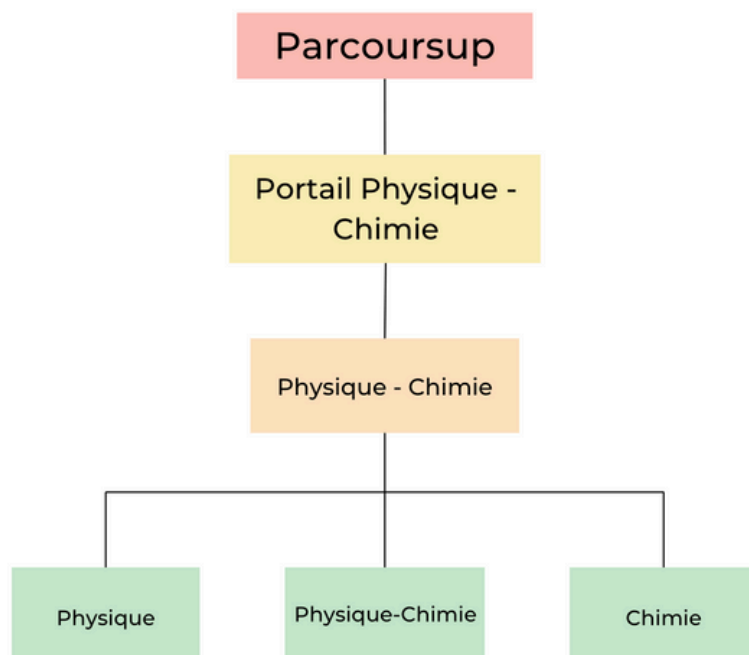 Parcoursup
Portail Physique -
Chimie
Physique - Chimie
Physique
Physique-Chimie
Chimie